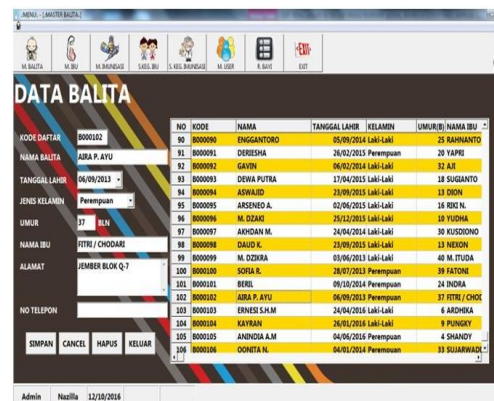 .:MENU:. - [.:MASTER BALITA:.]
M. BALITA M. IBU M. IMUNISASI S.KEG. IBU S. KEG. IMUNISASI M. USER R. BAYI EXIT
DATA BALITA
KODE DAFTAR B000102
NAMA BALITA AIRA P. AYU
TANGGAL LAHIR 06/09/2013
JENIS KELAMIN Perempuan
UMUR 37 BLN
NAMA IBU FITRI / CHODARI
ALAMAT JEMBER BLOK Q-7
NO TELEPON
SIMPAN CANCEL HAPUS KELUAR
NO KODE NAMA TANGGAL LAHIR KELAMIN UMUR(B) NAMA IBU
90 B000090 ENGGANTORO 05/09/2014 Laki-Laki 25 RAHNANTO
91 B000091 DERIESHA 26/02/2015 Perempuan 20 YAPRI
92 B000092 GAVIN 06/02/2014 Laki-Laki 32 AJI
93 B000093 DEWA PUTRA 17/04/2015 Laki-Laki 18 SUGIANTO
94 B000094 ASWAJID 23/09/2015 Laki-Laki 13 DION
95 B000095 ARSENEO A. 02/06/2015 Laki-Laki 16 RIKI N.
96 B000096 M. DZAKI 25/12/2015 Laki-Laki 10 YUDHA
97 B000097 AKHDAN M. 24/04/2014 Laki-Laki 30 KUSDIONO
98 B000098 DAUD K. 23/09/2015 Laki-Laki 13 NEXON
99 B000099 M. DZIKRA 03/06/2013 Laki-Laki 40 M. ITUDA
100 B000100 SOFIA R. 28/07/2013 Perempuan 39 FATONI
101 B000101 BERIL 09/10/2014 Perempuan 24 INDRA
102 B000102 AIRA P. AYU 06/09/2013 Perempuan 37 FITRI / CHOD
103 B000103 ERNESI S.H.M 24/04/2016 Laki-Laki 6 ARDHIKA
104 B000104 KAYRAN 26/01/2016 Laki-Laki 9 PUNGKY
105 B000105 ANINDIA A.M 04/06/2016 Perempuan 4 SHANDY
106 B000106 OONITA N. 04/01/2014 Perempuan 33 SUJARWADI
Admin Nazilla 12/10/2016